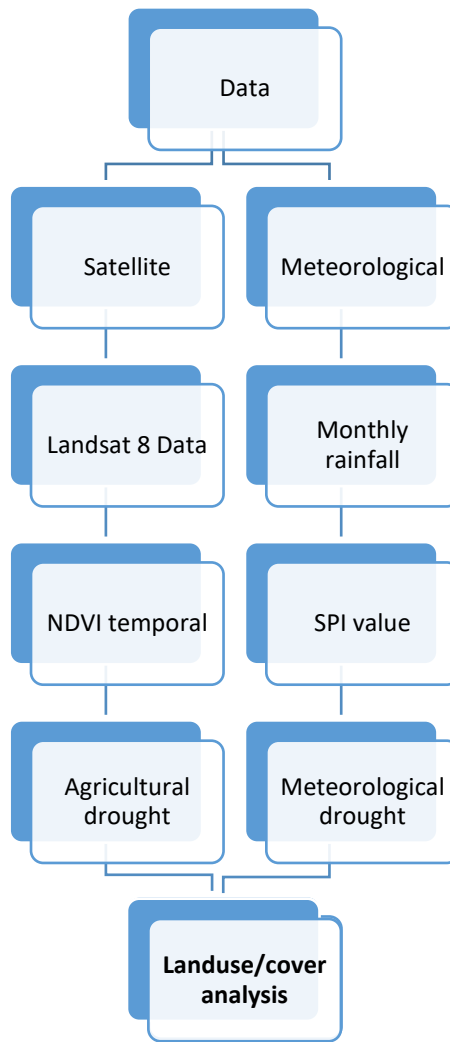 Data
Satellite
Meteorological
Landsat 8 Data
Monthly
rainfall
NDVI temporal
SPI value
Agricultural
drought
Meteorological
drought
Landuse/cover
analysis